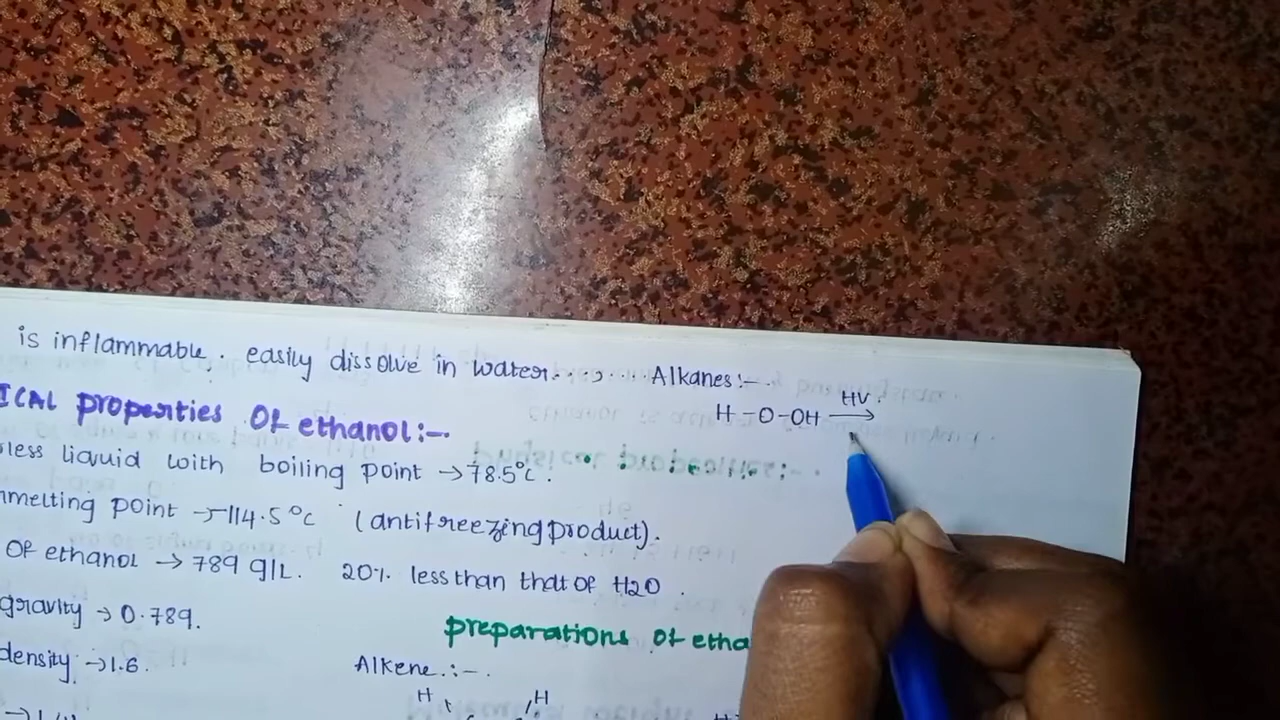 is inflammable. easily dissolve in water.
ICAL properties Of ethanol:-.
less liquid with boiling point → 78.5°c.
melting point → -114.5°c (antifreezing product).
Of ethanol → 789 g/L. 20% less than that of H2O.
gravity → 0.789.
density → 1.6.
Alkanes:-.
H-O-OH → HV.
preparations of etha
Alkene.:-.
H H